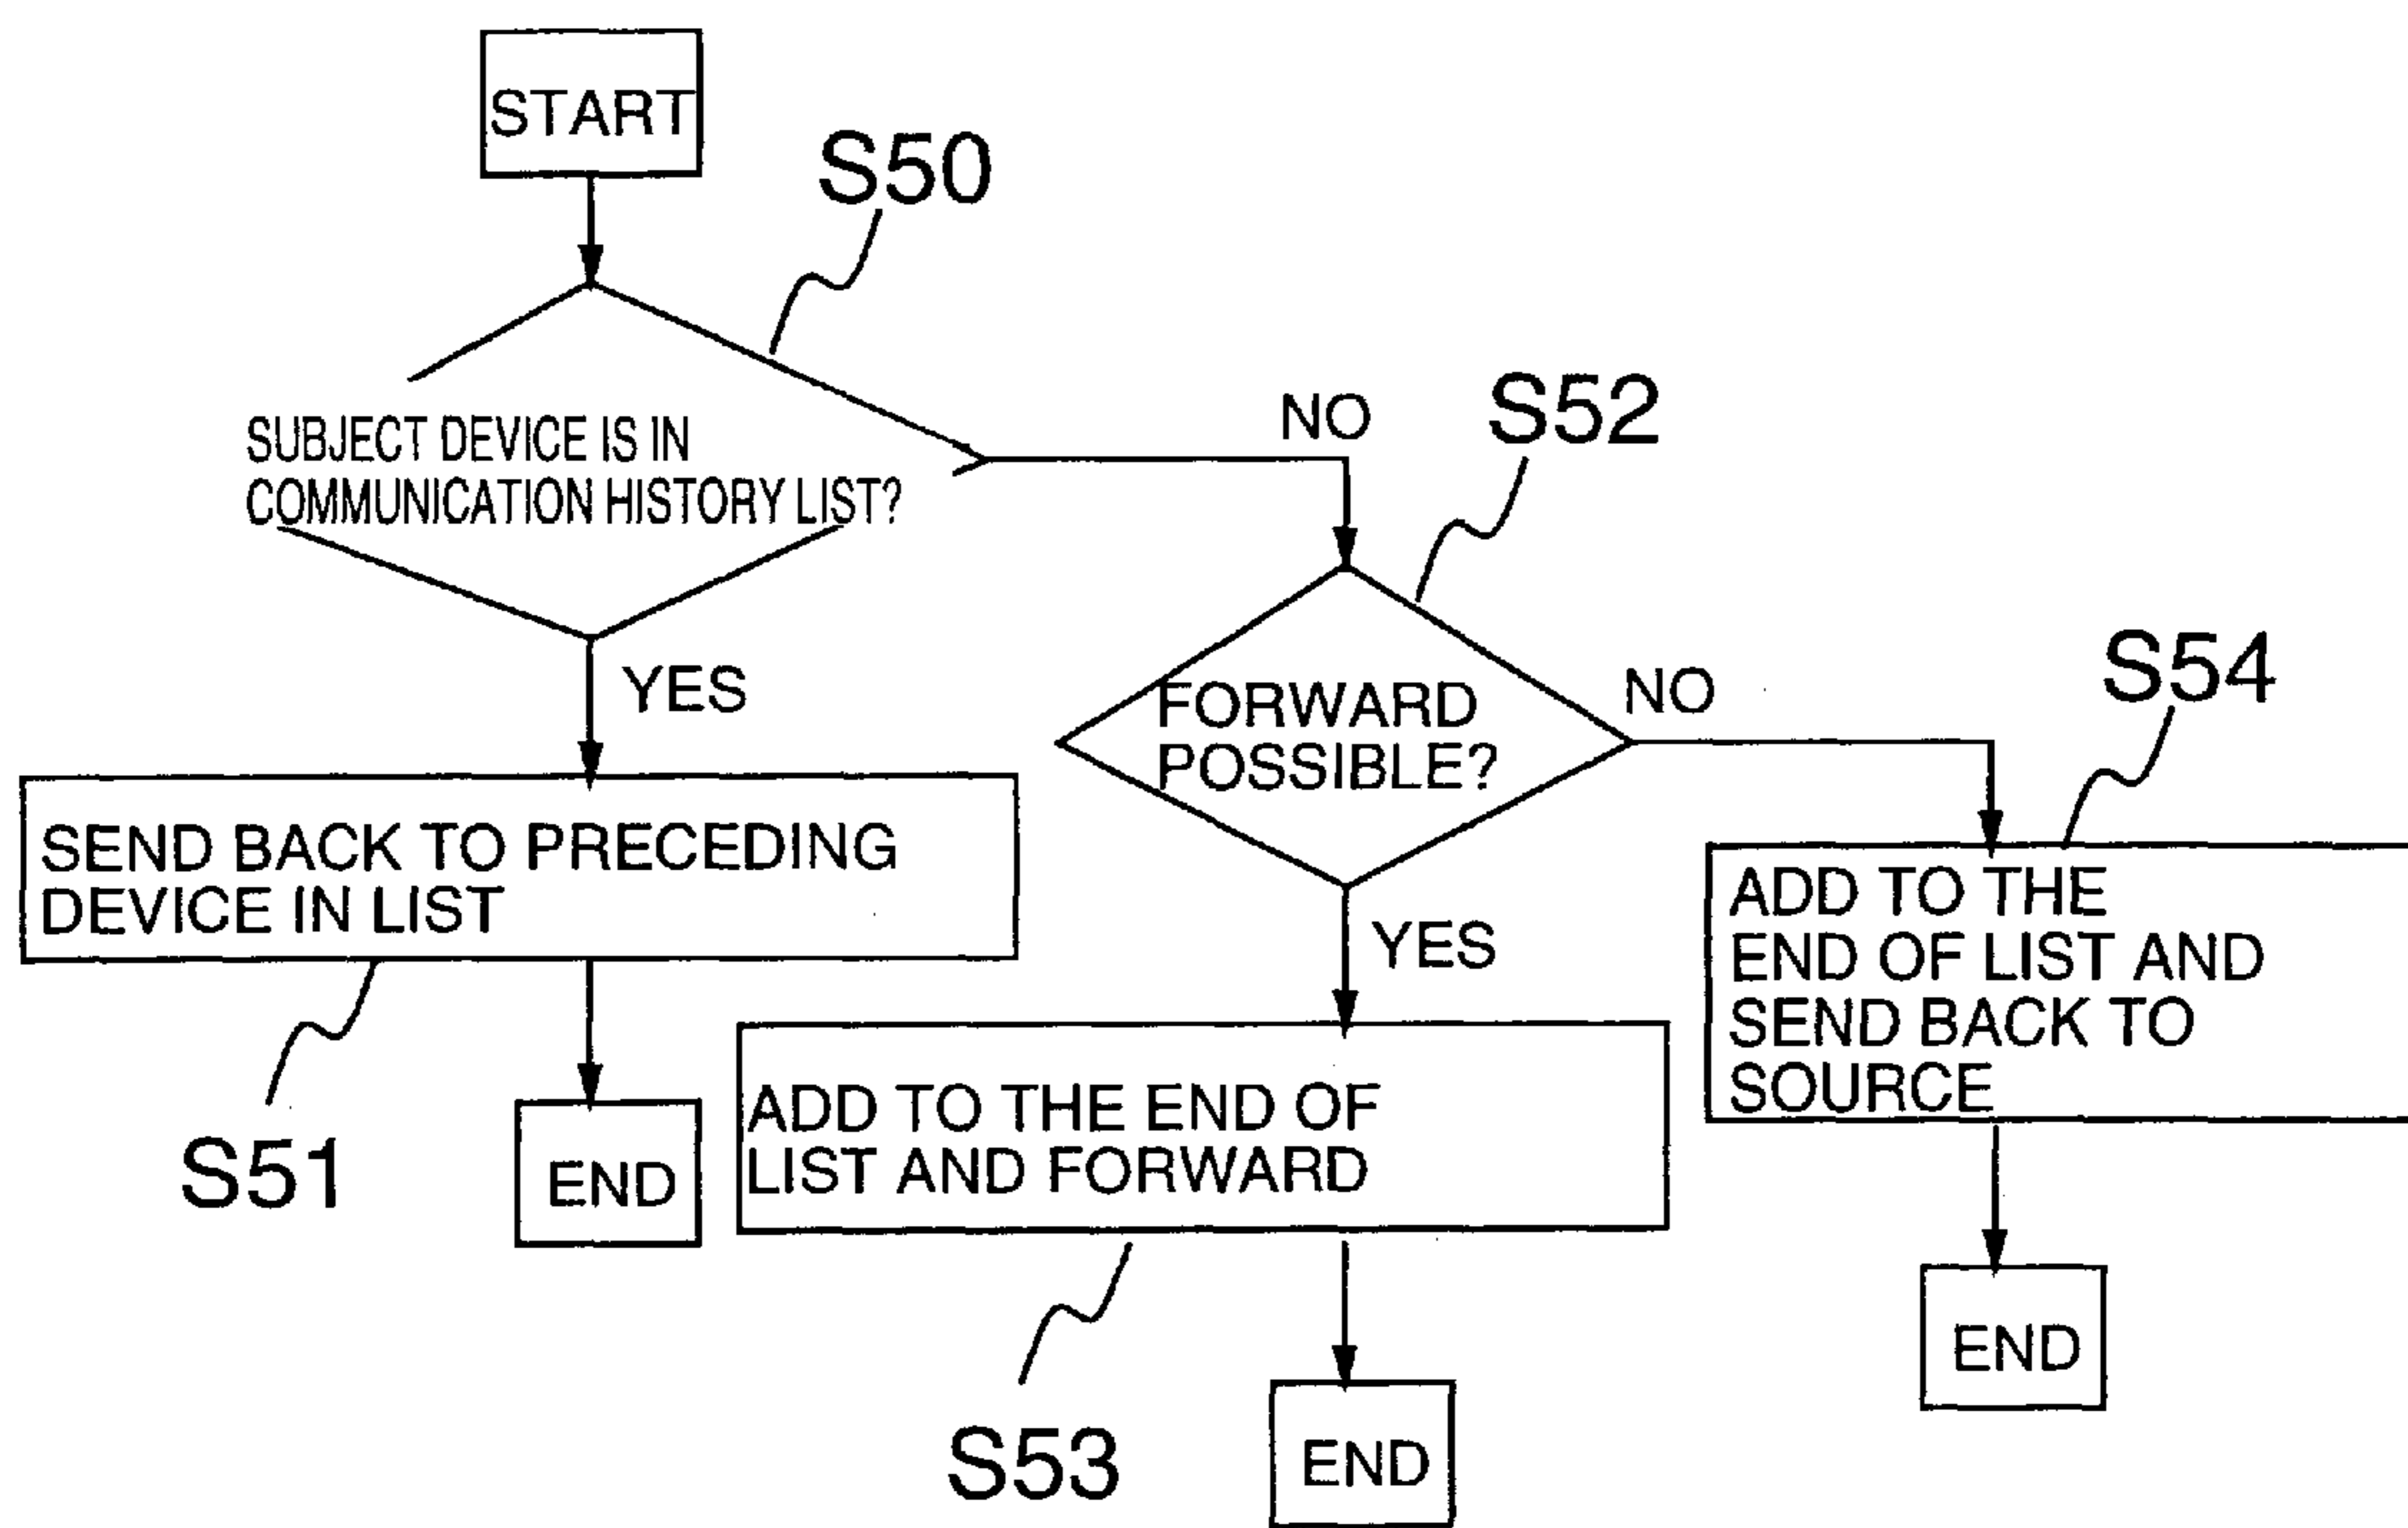 START
S50
SUBJECT DEVICE IS IN
COMMUNICATION HISTORY LIST?
NO
S52
YES
FORWARD
POSSIBLE?
NO
S54
SEND BACK TO PRECEDING
DEVICE IN LIST
YES
ADD TO THE
END OF LIST AND
SEND BACK TO
SOURCE
S51
END
ADD TO THE END OF
LIST AND FORWARD
END
S53
END